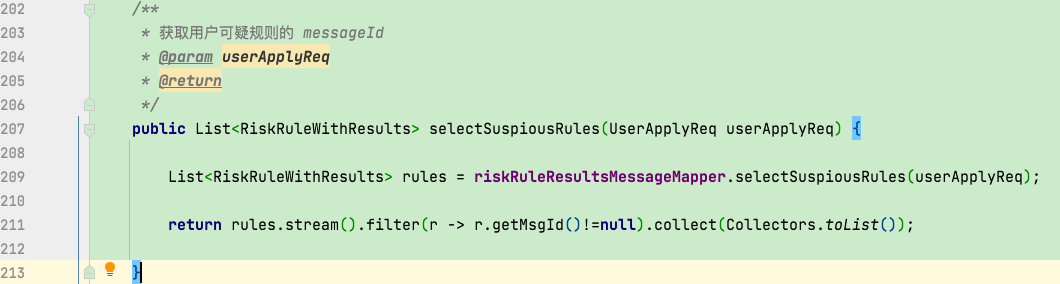 202 /**
203 * 获取用户可疑规则的 messageId
204 * @param userApplyReq
205 * @return
206 */
207 public List<RiskRuleWithResults> selectSuspiousRules(UserApplyReq userApplyReq) {
208
209 List<RiskRuleWithResults> rules = riskRuleResultsMessageMapper.selectSuspiousRules(userApplyReq);
210
211 return rules.stream().filter(r -> r.getMsgId()!=null).collect(Collectors.toList());
212
213 }